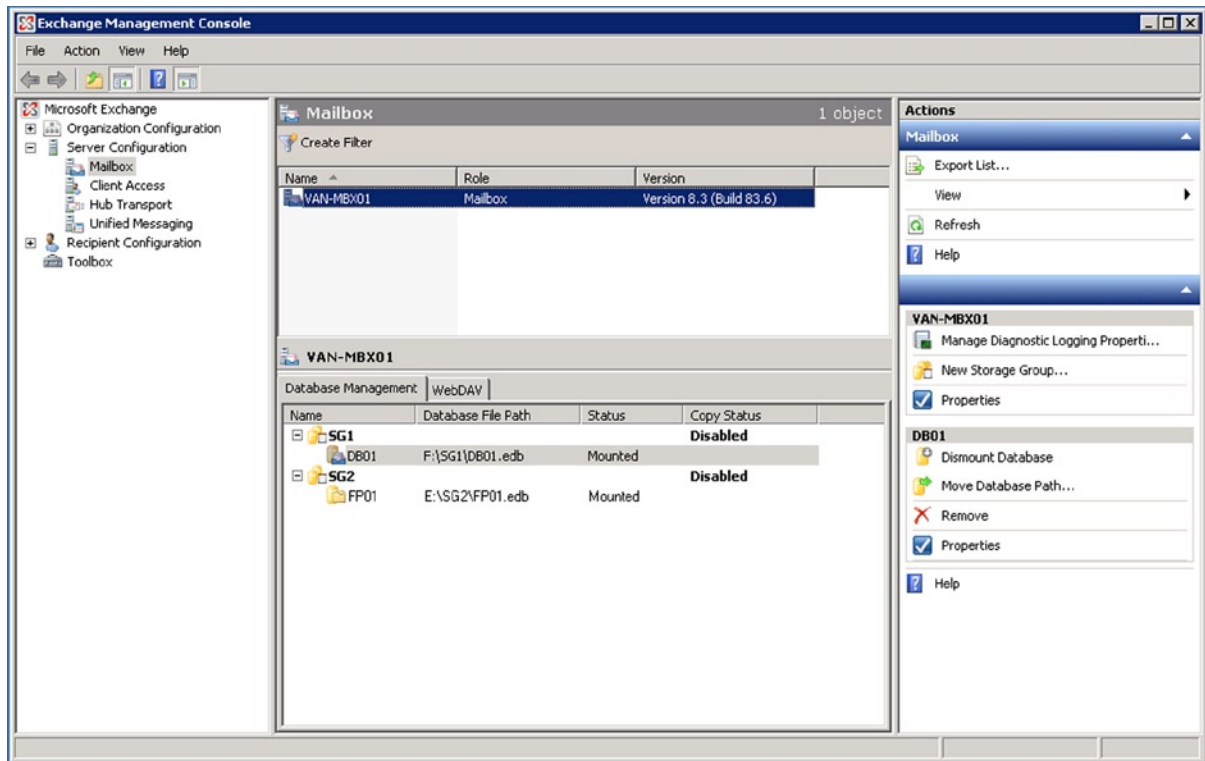 Exchange Management Console
File Action View Help
Microsoft Exchange
Organization Configuration
Server Configuration
Mailbox
Client Access
Hub Transport
Unified Messaging
Recipient Configuration
Toolbox
Mailbox 1 object
Create Filter
Name Role Version
VAN-MBX01 Mailbox Version 8.3 (Build 83.6)
VAN-MBX01
Database Management WebDAV
Name Database File Path Status Copy Status
SG1 Disabled
DB01 F:\SG1\DB01.edb Mounted
SG2 Disabled
FP01 E:\SG2\FP01.edb Mounted
Actions
Mailbox
Export List...
View
Refresh
Help
VAN-MBX01
Manage Diagnostic Logging Properti...
New Storage Group...
Properties
DB01
Dismount Database
Move Database Path...
Remove
Properties
Help